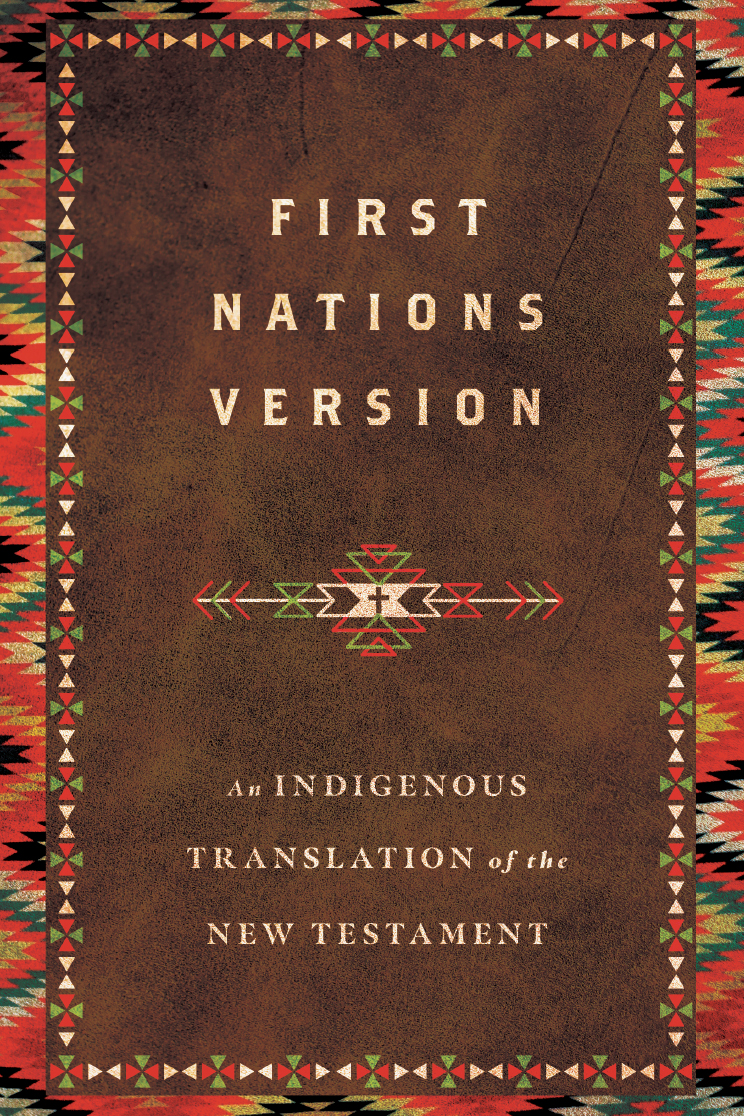 FIRST
NATIONS
VERSION
An INDIGENOUS
TRANSLATION of the
NEW TESTAMENT